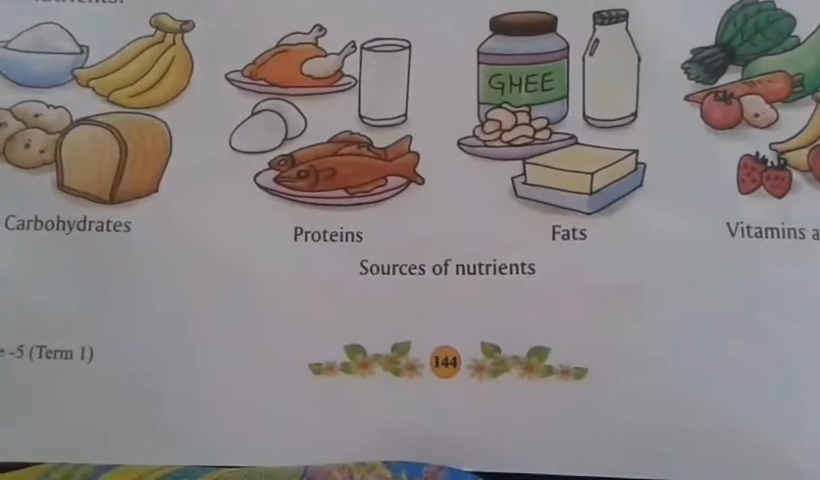 GHEE
Carbohydrates
Proteins
Fats
Vitamins a
Sources of nutrients
-5 (Term 1)
144